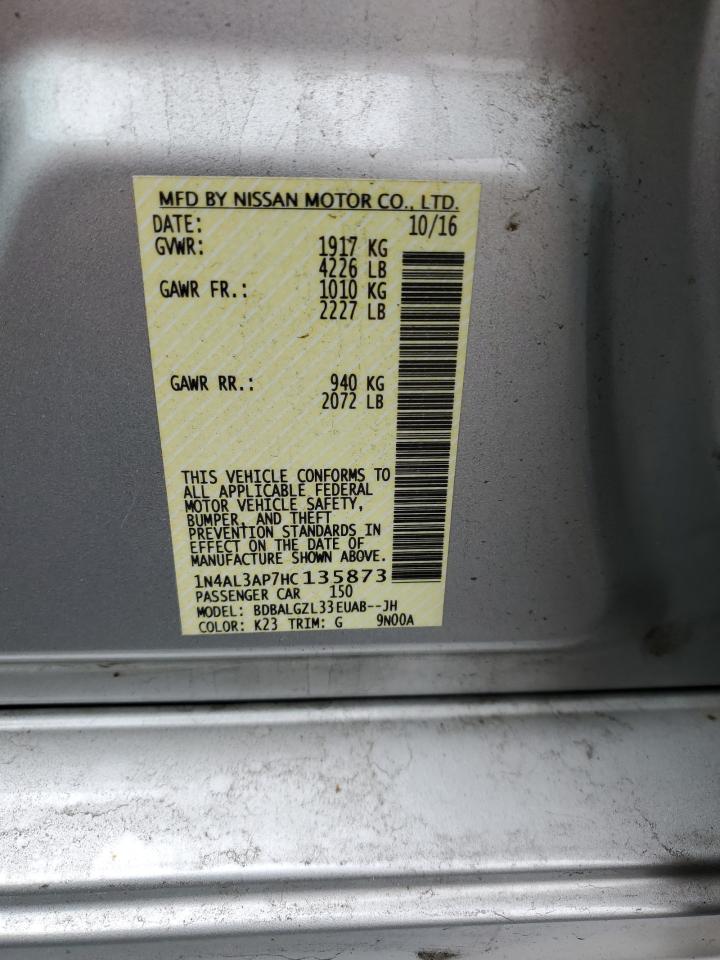 MFD BY NISSAN MOTOR CO., LTD.
DATE: 10/16
GVWR: 1917 KG
4226 LB
GAWR FR.: 1010 KG
2227 LB
GAWR RR.: 940 KG
2072 LB
THIS VEHICLE CONFORMS TO
ALL APPLICABLE FEDERAL
MOTOR VEHICLE SAFETY,
BUMPER, AND THEFT
PREVENTION STANDARDS IN
EFFECT ON THE DATE OF
MANUFACTURE SHOWN ABOVE.
1N4AL3AP7HC135873
PASSENGER CAR 150
MODEL: BDBALGZL33EUAB--JH
COLOR: K23 TRIM: G 9N00A